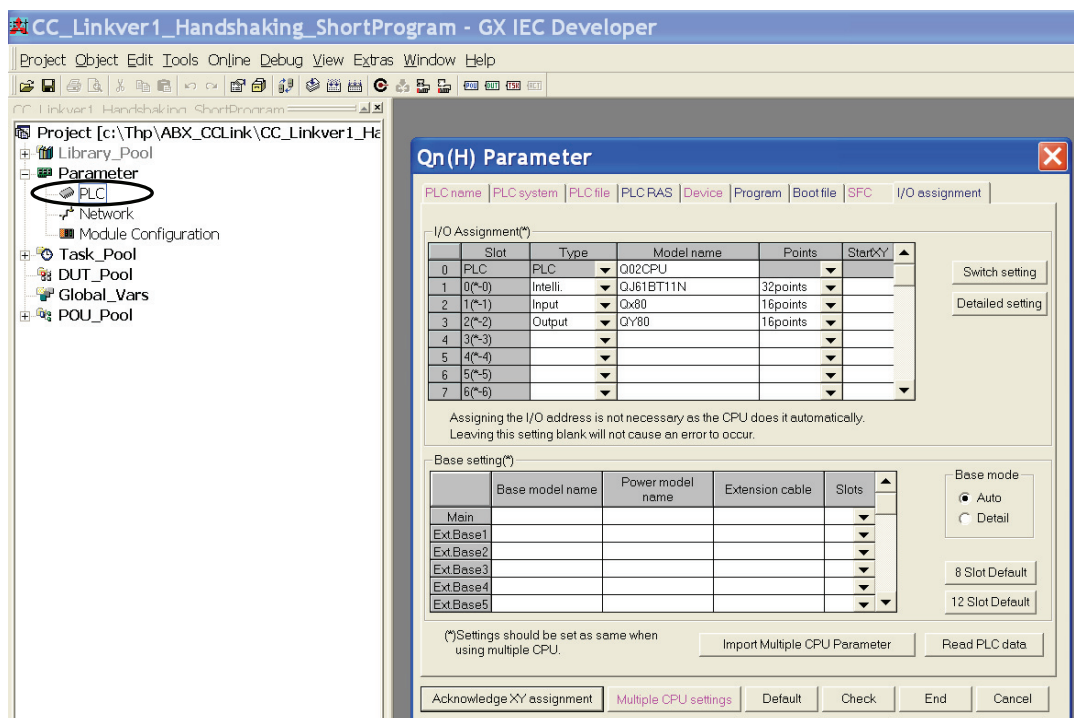 CC_Linkver1_Handshaking_ShortProgram - GX IEC Developer
Project Object Edit Tools Online Debug View Extras Window Help
CC_Linkver1_Handshaking_ShortProgram
Project [c:\Thp\ABX_CCLink\CC_Linkver1_Ha
Library_Pool
Parameter
PLC
Network
Module Configuration
Task_Pool
DUT_Pool
Global_Vars
POU_Pool
Qn(H) Parameter
PLC name PLC system PLC file PLC RAS Device Program Boot file SFC I/O assignment
I/O Assignment(*)
Slot Type Model name Points StartXY
0 PLC PLC Q02CPU
1 0(*-0) Intelli. QJ61BT11N 32points
2 1(*-1) Input Qx80 16points
3 2(*-2) Output QY80 16points
4 3(*-3)
5 4(*-4)
6 5(*-5)
7 6(*-6)
Switch setting
Detailed setting
Assigning the I/O address is not necessary as the CPU does it automatically.
Leaving this setting blank will not cause an error to occur.
Base setting(*)
Base model name Power model name Extension cable Slots
Main
Ext.Base1
Ext.Base2
Ext.Base3
Ext.Base4
Ext.Base5
Base mode
Auto
Detail
8 Slot Default
12 Slot Default
(*)Settings should be set as same when
using multiple CPU.
Import Multiple CPU Parameter Read PLC data
Acknowledge XY assignment Multiple CPU settings Default Check End Cancel